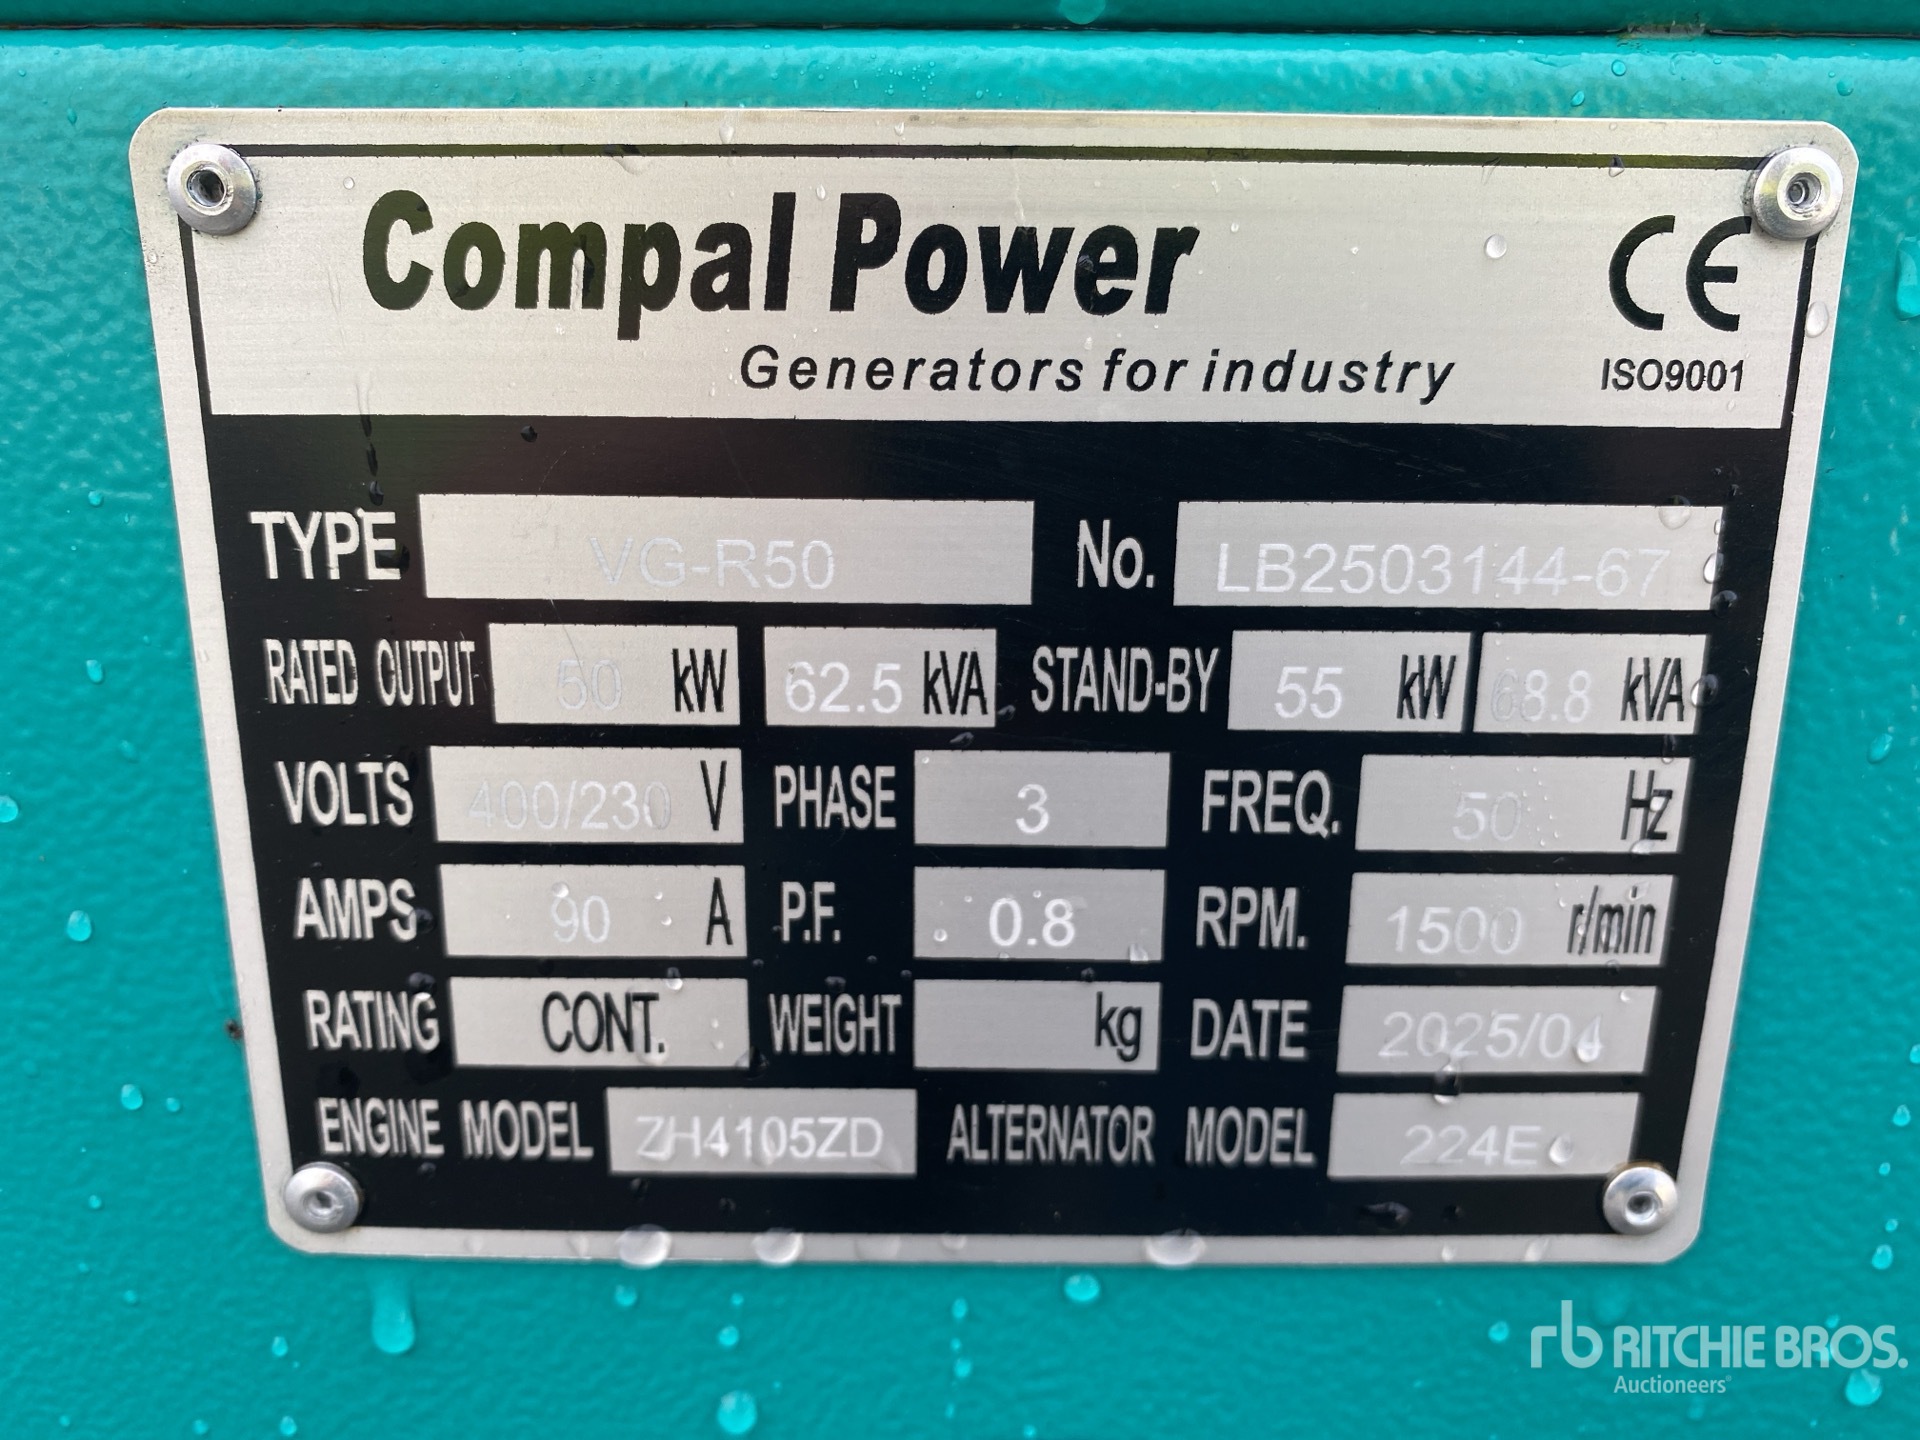 Compal Power
CE
Generators for industry
ISO9001
TYPE VG-R50 No. LB2503144-67
RATED OUTPUT 50 kW 62.5 kVA STAND-BY 55 kW 68.8 kVA
VOLTS 400/230 V PHASE 3 FREQ. 50 Hz
AMPS 90 A P.F. 0.8 RPM. 1500 r/min
RATING CONT. WEIGHT kg DATE 2025/04
ENGINE MODEL ZH4105ZD ALTERNATOR MODEL 224E
rb RITCHIE BROS.
Auctioneers